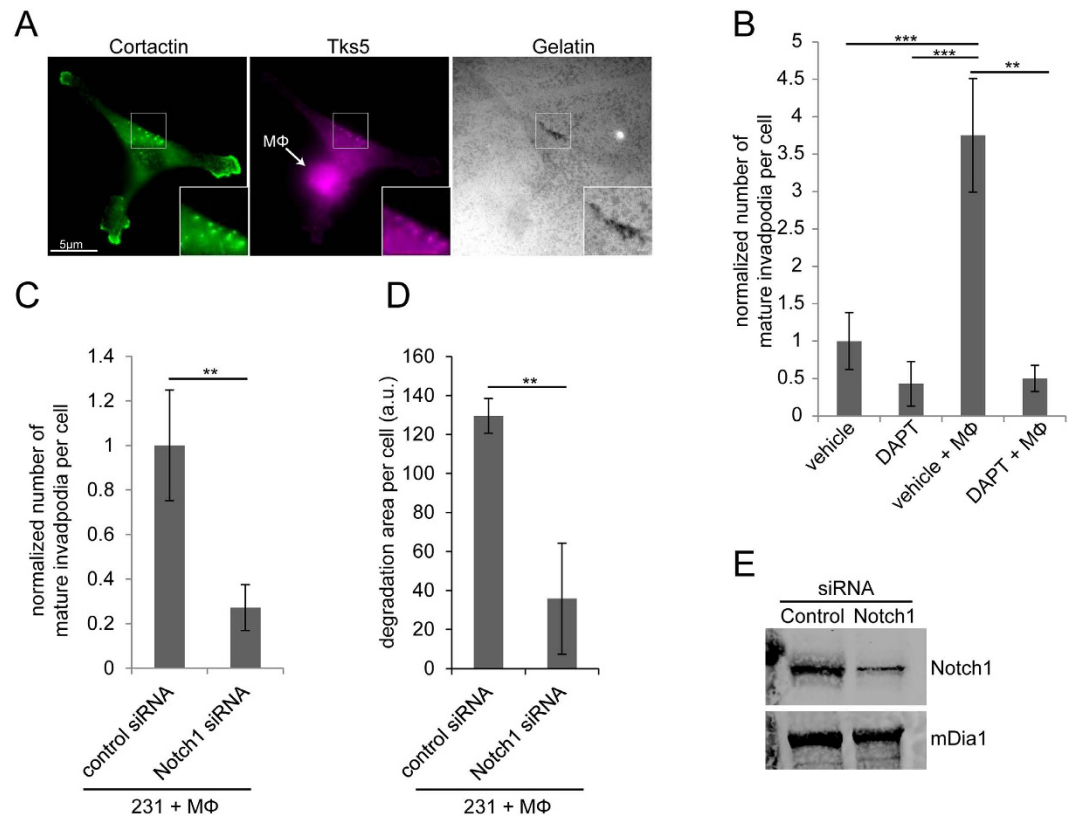 A
Cortactin
Tks5
Gelatin
MΦ
5µm
B
normalized number of
mature invadpodia per cell
5
4.5
4
3.5
3
2.5
2
1.5
1
0.5
0
***
***
**
vehicle
DAPT
vehicle + MΦ
DAPT + MΦ
C
normalized number of
mature invadpodia per cell
1.4
1.2
1.0
0.8
0.6
0.4
0.2
0
**
control siRNA
Notch1 siRNA
231 + MΦ
D
degradation area per cell (a.u.)
160
140
120
100
80
60
40
20
0
**
control siRNA
Notch1 siRNA
231 + MΦ
E
siRNA
Control Notch1
Notch1
mDia1